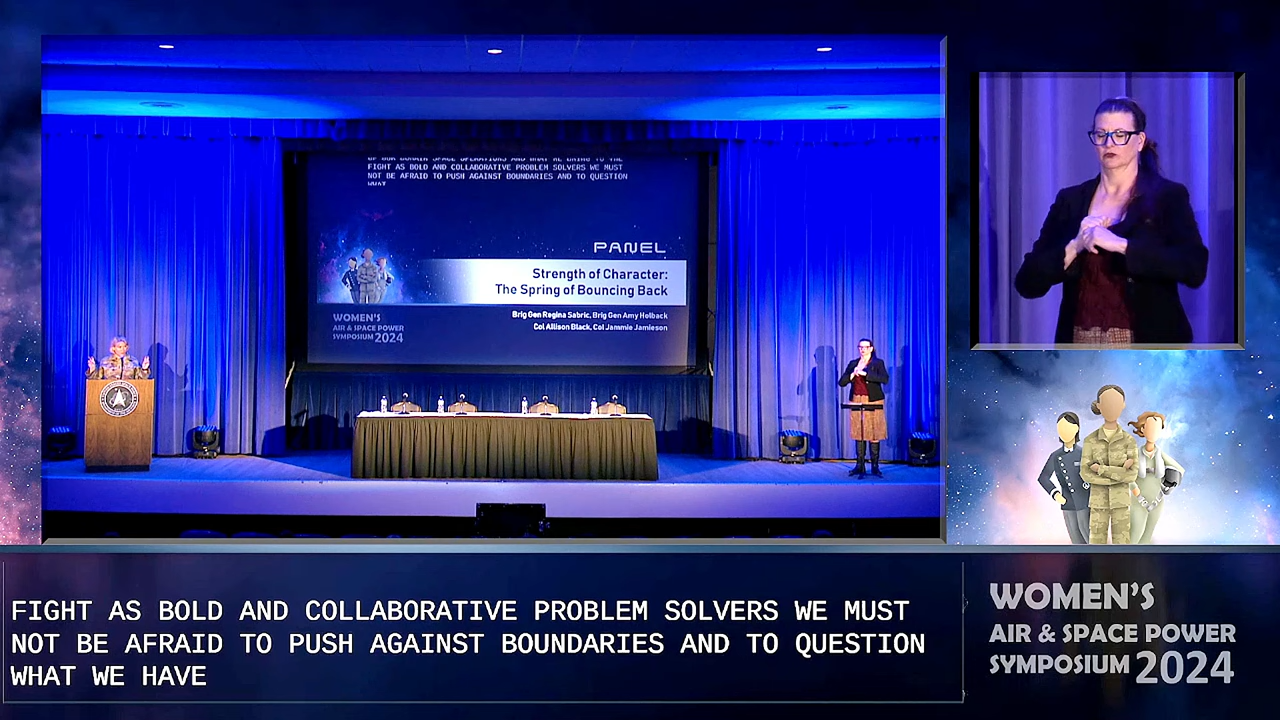 FIGHT AS BOLD AND COLLABORATIVE PROBLEM SOLVERS WE MUST
NOT BE AFRAID TO PUSH AGAINST BOUNDARIES AND TO QUESTION
WHAT
PANEL
Strength of Character:
The Spring of Bouncing Back
Brig Gen Regina Sabric, Brig Gen Amy Holback
Col Allison Black, Col Jammie Jamieson
WOMEN'S
AIR & SPACE POWER
SYMPOSIUM 2024
FIGHT AS BOLD AND COLLABORATIVE PROBLEM SOLVERS WE MUST
NOT BE AFRAID TO PUSH AGAINST BOUNDARIES AND TO QUESTION
WHAT WE HAVE
WOMEN'S
AIR & SPACE POWER
SYMPOSIUM 2024